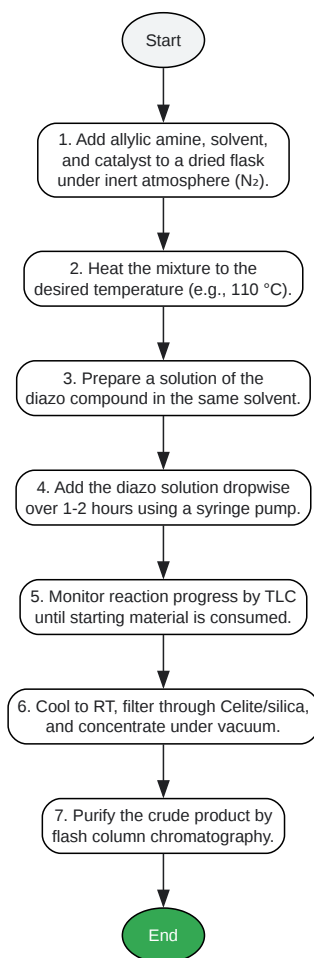 Start
1. Add allylic amine, solvent,
and catalyst to a dried flask
under inert atmosphere (N₂).
2. Heat the mixture to the
desired temperature (e.g., 110 °C).
3. Prepare a solution of the
diazo compound in the same solvent.
4. Add the diazo solution dropwise
over 1-2 hours using a syringe pump.
5. Monitor reaction progress by TLC
until starting material is consumed.
6. Cool to RT, filter through Celite/silica,
and concentrate under vacuum.
7. Purify the crude product by
flash column chromatography.
End